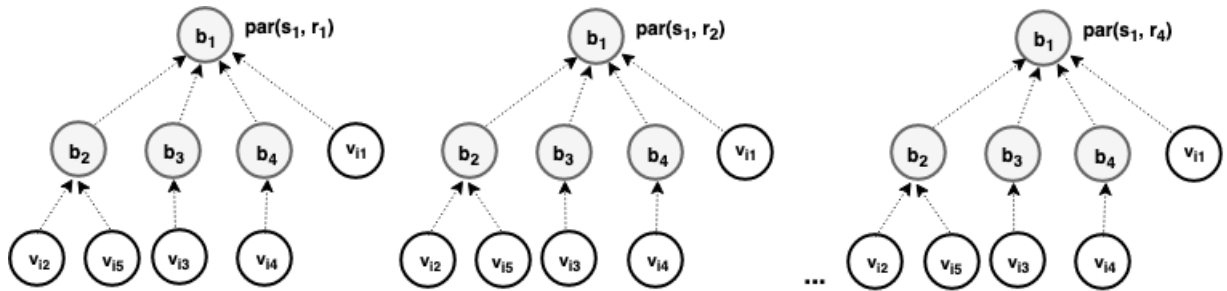 b1 par(s1, r1)
b2 b3 b4 vi1
vi2 vi5 vi3 vi4
b1 par(s1, r2)
b2 b3 b4 vi1
vi2 vi5 vi3 vi4
...
b1 par(s1, r4)
b2 b3 b4 vi1
vi2 vi5 vi3 vi4